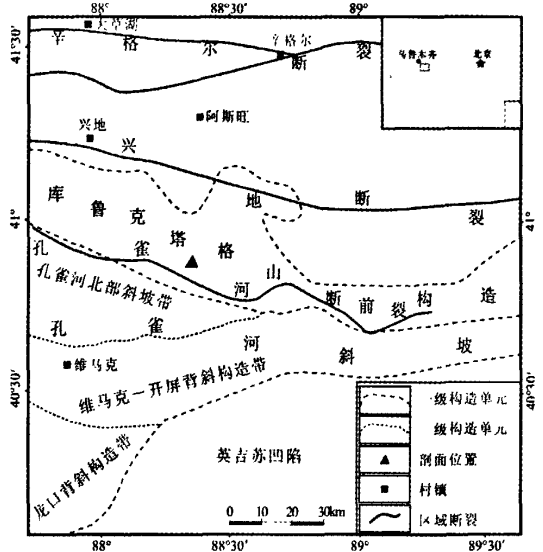 88° 88°30′ 89°
41°30′
大草湖
辛格尔断裂
辛格尔
乌鲁木齐 北京
阿斯旺
兴地
兴地断裂
41° 41°
库鲁克塔格山前构造
孔雀河断裂
孔雀河北部斜坡带
孔雀河斜坡
维马克
维马克—开屏背斜构造带
40°30′ 40°30′
龙口背斜构造带
英吉苏凹陷
一级构造单元
二级构造单元
剖面位置
村镇
区域断裂
0 10 20 30km
88° 88°30′ 89° 89°30′